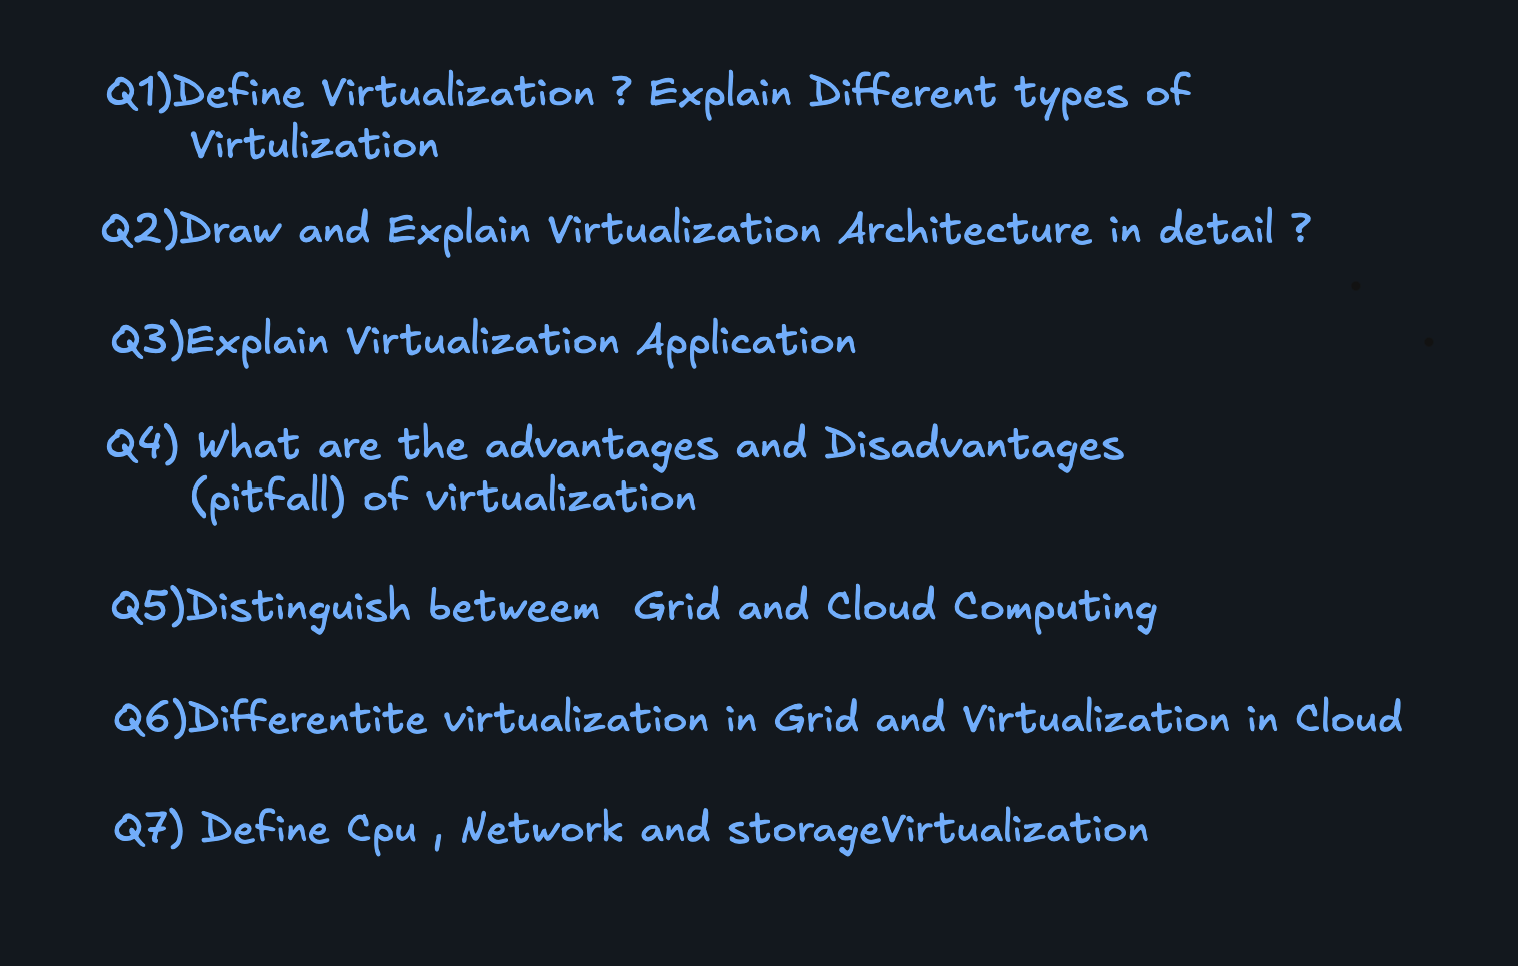 Q1)Define Virtualization ? Explain Different types of
Virtulization
Q2)Draw and Explain Virtualization Architecture in detail ?
Q3)Explain Virtualization Application
Q4) What are the advantages and Disadvantages
(pitfall) of virtualization
Q5)Distinguish betweem Grid and Cloud Computing
Q6)Differentite virtualization in Grid and Virtualization in Cloud
Q7) Define Cpu , Network and storageVirtualization